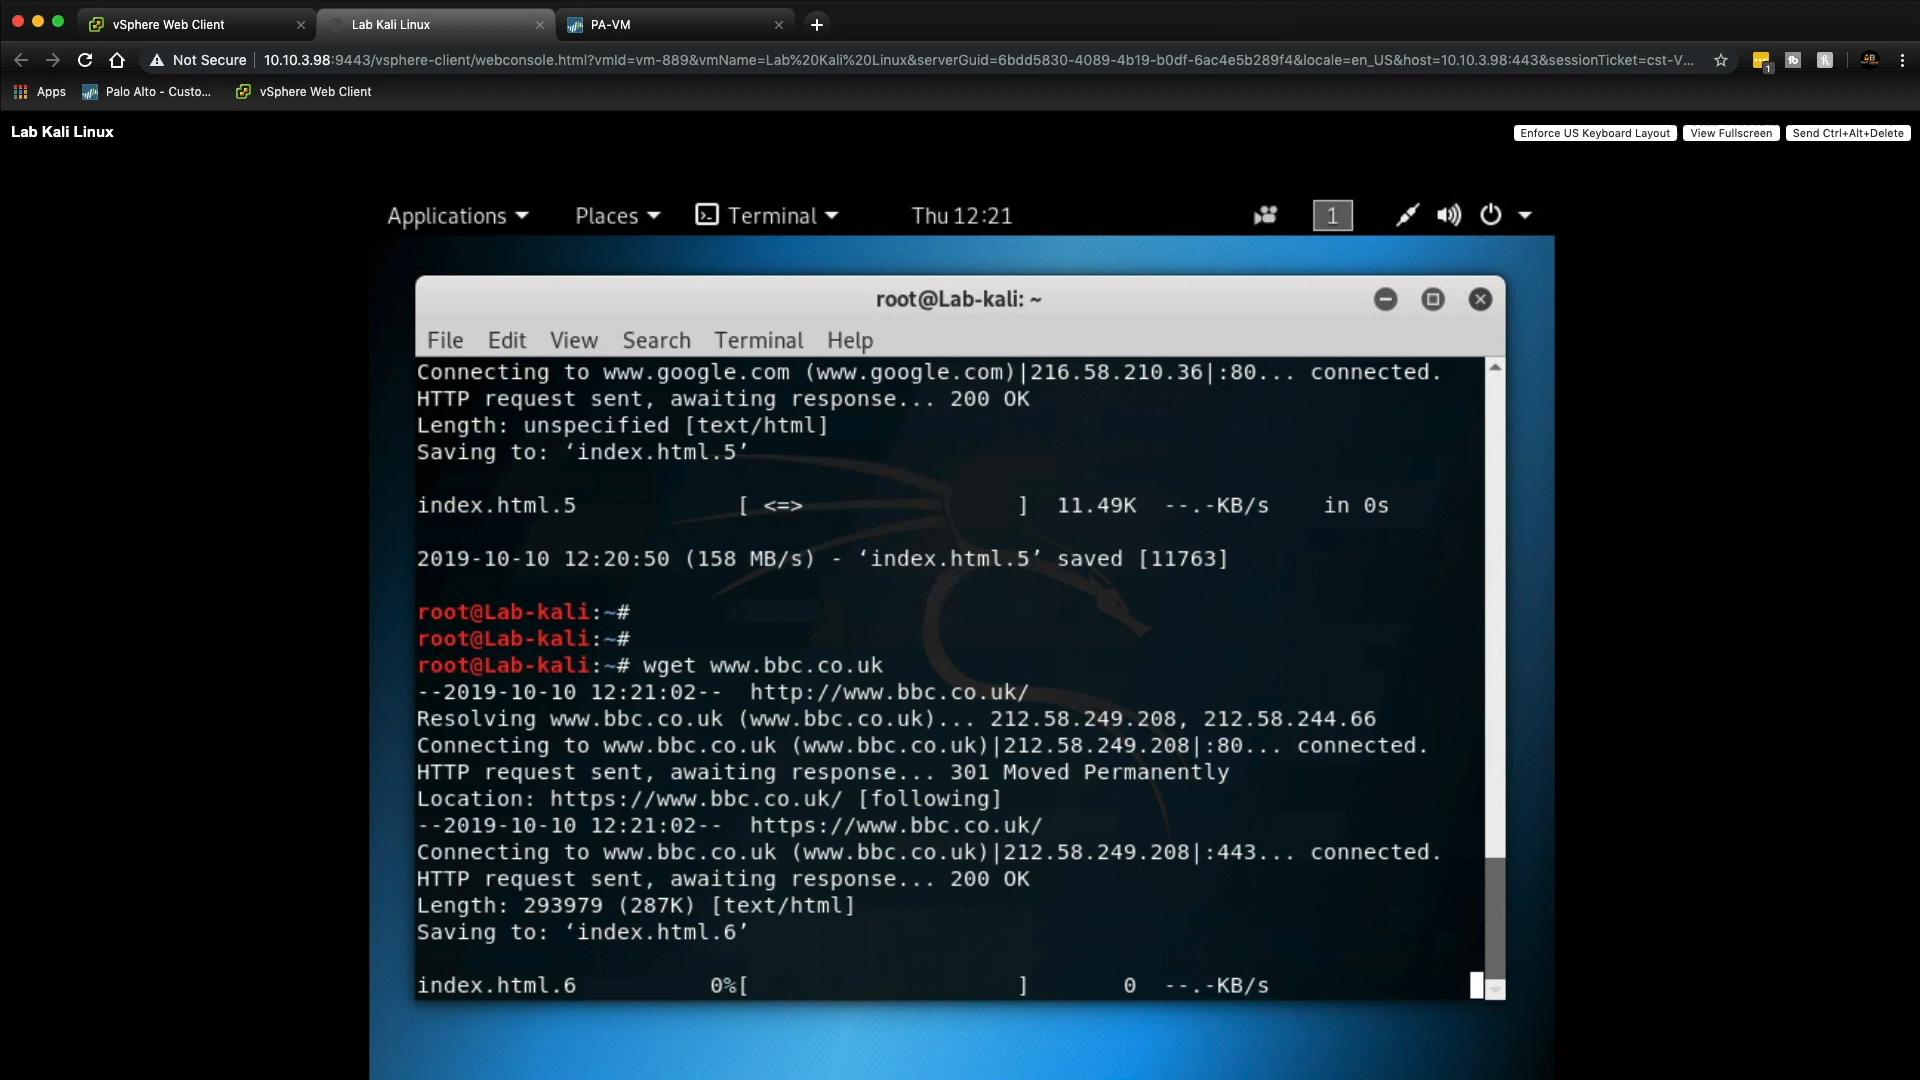 vSphere Web Client
Lab Kali Linux
PA-VM
Not Secure
10.10.3.98:9443/vsphere-client/webconsole.html?vmId=vm-889&vmName=Lab%20Kali%20Linux&serverGuid=6bdd5830-4089-4b19-b0df-6ac4e5b289f4&locale=en_US&host=10.10.3.98:443&sessionTicket=cst-V...
1
Apps
Palo Alto - Custo...
vSphere Web Client
Lab Kali Linux
Enforce US Keyboard Layout
View Fullscreen
Send Ctrl+Alt+Delete
Applications
Places
Terminal
Thu 12:21
1
root@Lab-kali: ~
File Edit View Search Terminal Help
Connecting to www.google.com (www.google.com)|216.58.210.36|:80... connected.
HTTP request sent, awaiting response... 200 OK
Length: unspecified [text/html]
Saving to: ‘index.html.5’
index.html.5 [ <=> ] 11.49K --.-KB/s in 0s
2019-10-10 12:20:50 (158 MB/s) - ‘index.html.5’ saved [11763]
root@Lab-kali:~#
root@Lab-kali:~#
root@Lab-kali:~# wget www.bbc.co.uk
--2019-10-10 12:21:02-- http://www.bbc.co.uk/
Resolving www.bbc.co.uk (www.bbc.co.uk)... 212.58.249.208, 212.58.244.66
Connecting to www.bbc.co.uk (www.bbc.co.uk)|212.58.249.208|:80... connected.
HTTP request sent, awaiting response... 301 Moved Permanently
Location: https://www.bbc.co.uk/ [following]
--2019-10-10 12:21:02-- https://www.bbc.co.uk/
Connecting to www.bbc.co.uk (www.bbc.co.uk)|212.58.249.208|:443... connected.
HTTP request sent, awaiting response... 200 OK
Length: 293979 (287K) [text/html]
Saving to: ‘index.html.6’
index.html.6 0%[ ] 0 --.-KB/s